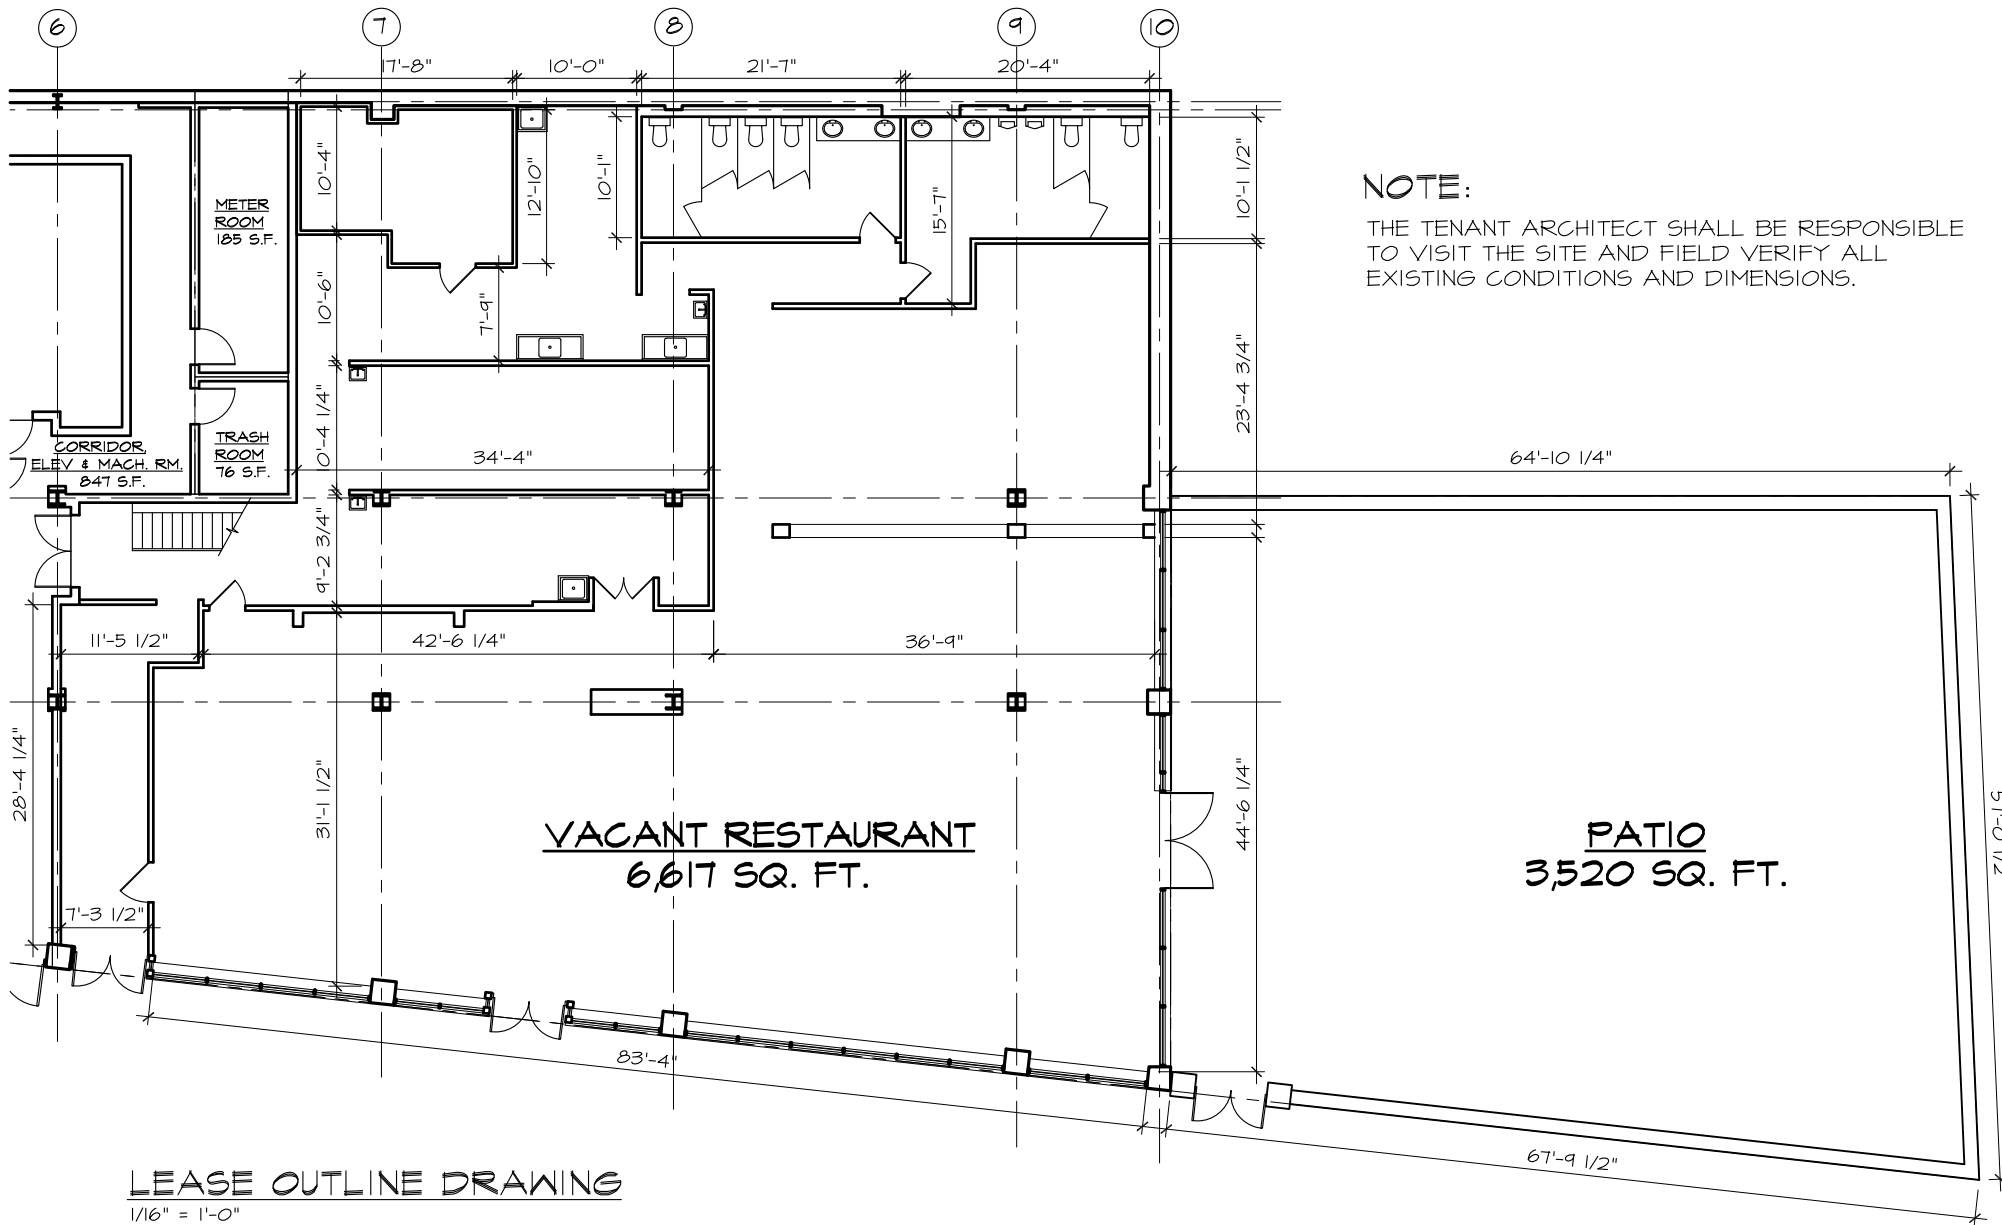 6
7
8
9
10
17'-8"
10'-0"
21'-7"
20'-4"
10'-4"
12'-10"
10'-1"
15'-7"
10'-1 1/2"
METER
ROOM
185 S.F.
NOTE:
THE TENANT ARCHITECT SHALL BE RESPONSIBLE
TO VISIT THE SITE AND FIELD VERIFY ALL
EXISTING CONDITIONS AND DIMENSIONS.
10'-6"
7'-9"
23'-4 3/4"
CORRIDOR,
ELEV & MACH. RM.
847 S.F.
TRASH
ROOM
76 S.F.
10'-4 1/4"
34'-4"
64'-10 1/4"
9'-2 3/4"
11'-5 1/2"
42'-6 1/4"
36'-9"
28'-4 1/4"
31'-1 1/2"
44'-6 1/4"
51'-0 1/2"
VACANT RESTAURANT
6,617 SQ. FT.
PATIO
3,520 SQ. FT.
7'-3 1/2"
83'-4"
67'-9 1/2"
LEASE OUTLINE DRAWING
1/16" = 1'-0"